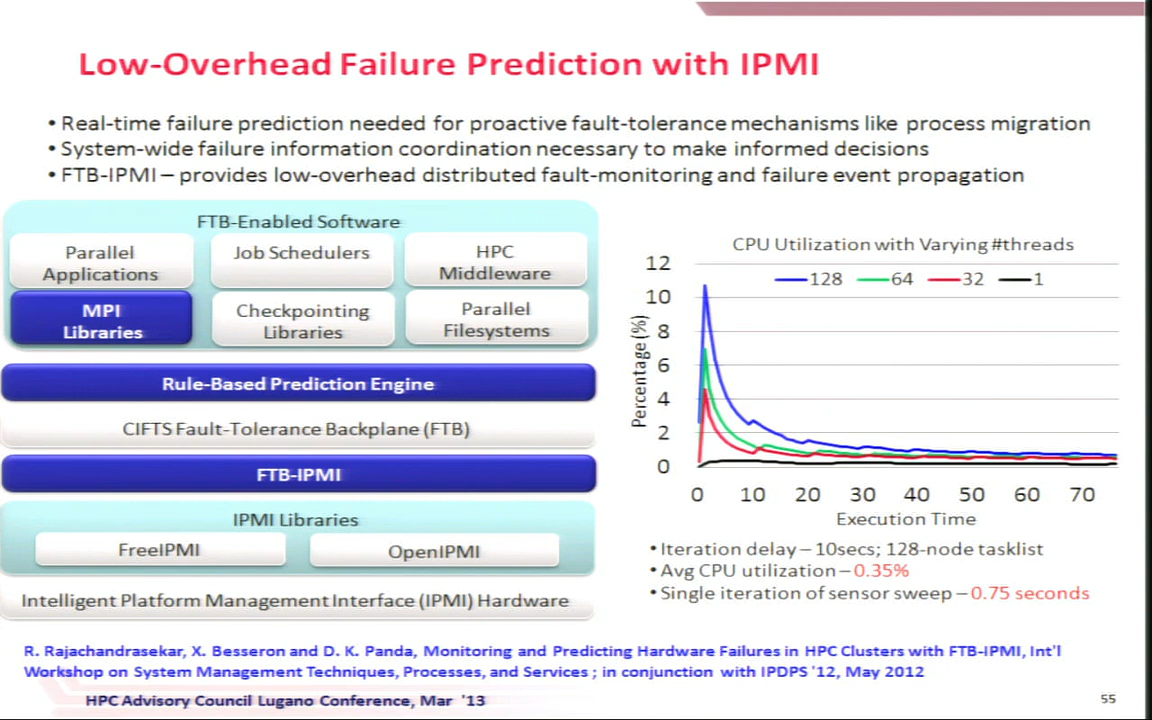 Low-Overhead Failure Prediction with IPMI
• Real-time failure prediction needed for proactive fault-tolerance mechanisms like process migration
• System-wide failure information coordination necessary to make informed decisions
• FTB-IPMI – provides low-overhead distributed fault-monitoring and failure event propagation
FTB-Enabled Software
Parallel
Applications
Job Schedulers
HPC
Middleware
MPI
Libraries
Checkpointing
Libraries
Parallel
Filesystems
Rule-Based Prediction Engine
CIFTS Fault-Tolerance Backplane (FTB)
FTB-IPMI
IPMI Libraries
FreeIPMI
OpenIPMI
Intelligent Platform Management Interface (IPMI) Hardware
CPU Utilization with Varying #threads
128 64 32 1
Percentage (%)
12
10
8
6
4
2
0
0 10 20 30 40 50 60 70
Execution Time
• Iteration delay – 10secs; 128-node tasklist
• Avg CPU utilization – 0.35%
• Single iteration of sensor sweep – 0.75 seconds
R. Rajachandrasekar, X. Besseron and D. K. Panda, Monitoring and Predicting Hardware Failures in HPC Clusters with FTB-IPMI, Int'l
Workshop on System Management Techniques, Processes, and Services ; in conjunction with IPDPS '12, May 2012
HPC Advisory Council Lugano Conference, Mar '13
55